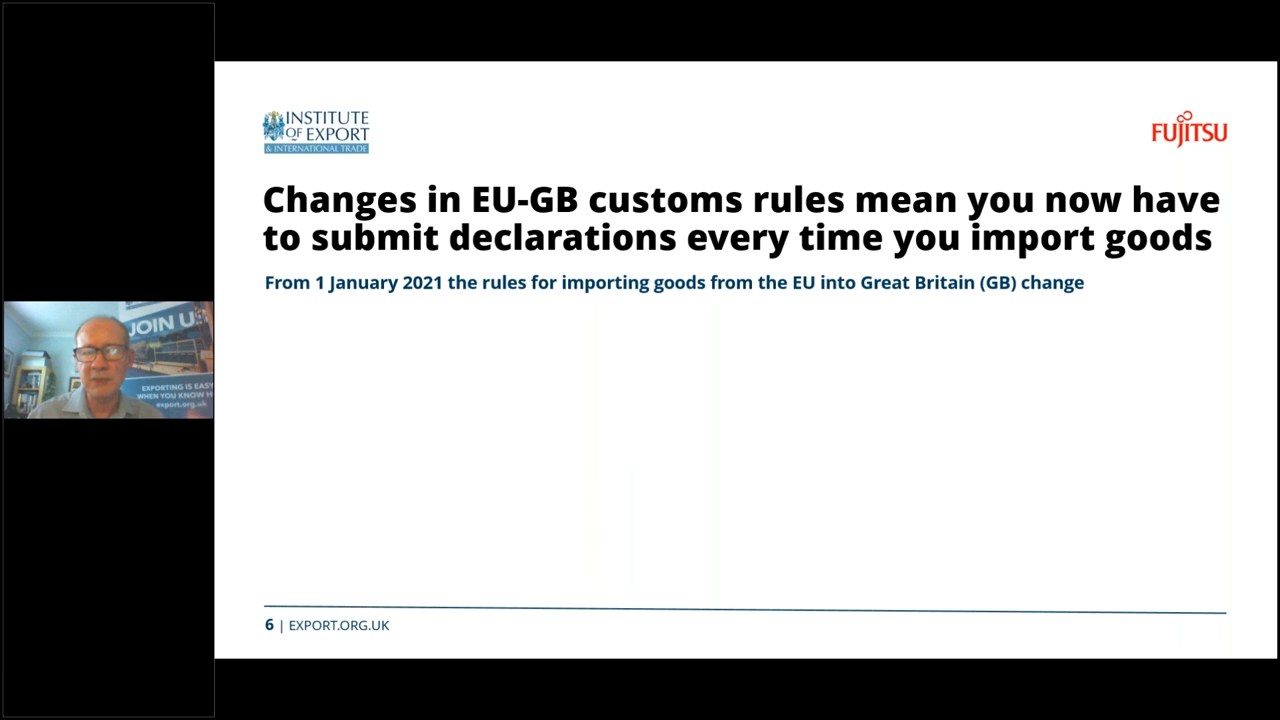 INSTITUTE
OF EXPORT
& INTERNATIONAL TRADE
FUJITSU
Changes in EU-GB customs rules mean you now have
to submit declarations every time you import goods
From 1 January 2021 the rules for importing goods from the EU into Great Britain (GB) change
JOIN U
EXPORTING IS EASY
WHEN YOU KNOW H
export.org.uk
6 | EXPORT.ORG.UK